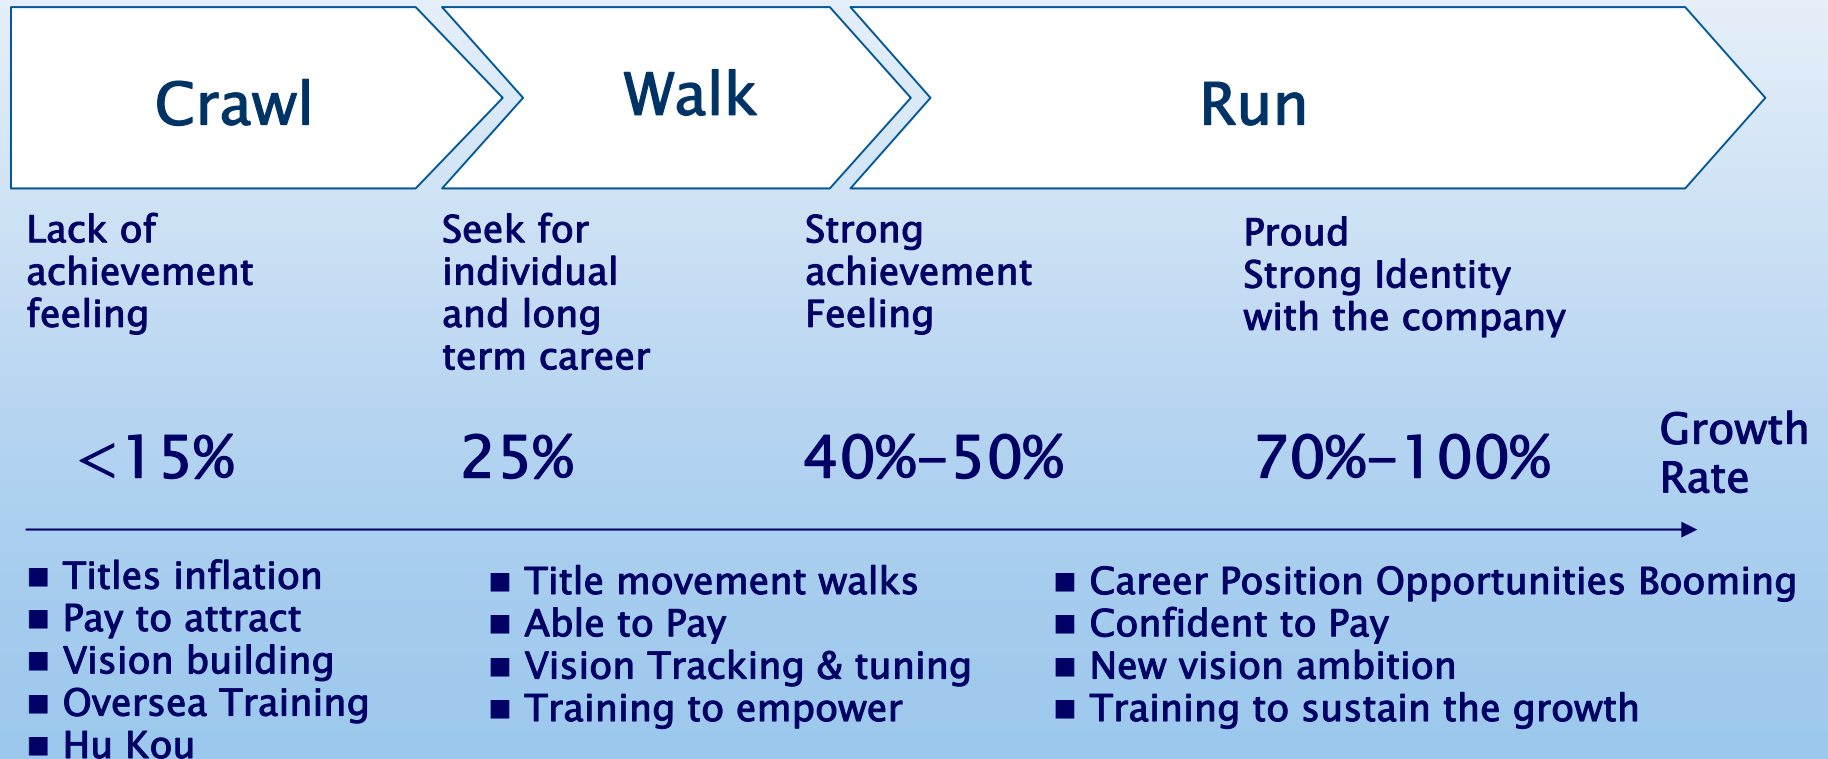 Crawl
Walk
Run
Lack of
achievement
feeling
Seek for
individual
and long
term career
Strong
achievement
Feeling
Proud
Strong Identity
with the company
<15%
25%
40%–50%
70%–100%
Growth
Rate
■ Titles inflation
■ Pay to attract
■ Vision building
■ Oversea Training
■ Hu Kou
■ Title movement walks
■ Able to Pay
■ Vision Tracking & tuning
■ Training to empower
■ Career Position Opportunities Booming
■ Confident to Pay
■ New vision ambition
■ Training to sustain the growth